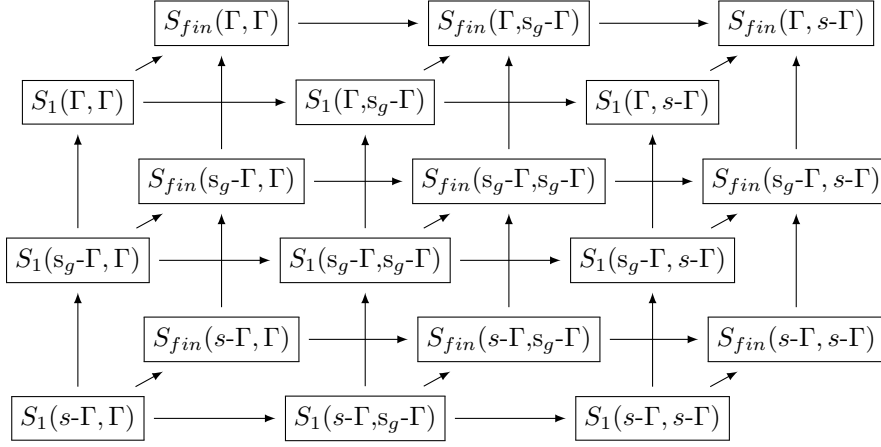 S_{fin}(Γ, Γ) S_{fin}(Γ,s_g-Γ) S_{fin}(Γ, s-Γ)
S_1(Γ, Γ) S_1(Γ,s_g-Γ) S_1(Γ, s-Γ)
S_{fin}(s_g-Γ, Γ) S_{fin}(s_g-Γ,s_g-Γ) S_{fin}(s_g-Γ, s-Γ)
S_1(s_g-Γ, Γ) S_1(s_g-Γ,s_g-Γ) S_1(s_g-Γ, s-Γ)
S_{fin}(s-Γ, Γ) S_{fin}(s-Γ,s_g-Γ) S_{fin}(s-Γ, s-Γ)
S_1(s-Γ, Γ) S_1(s-Γ,s_g-Γ) S_1(s-Γ, s-Γ)